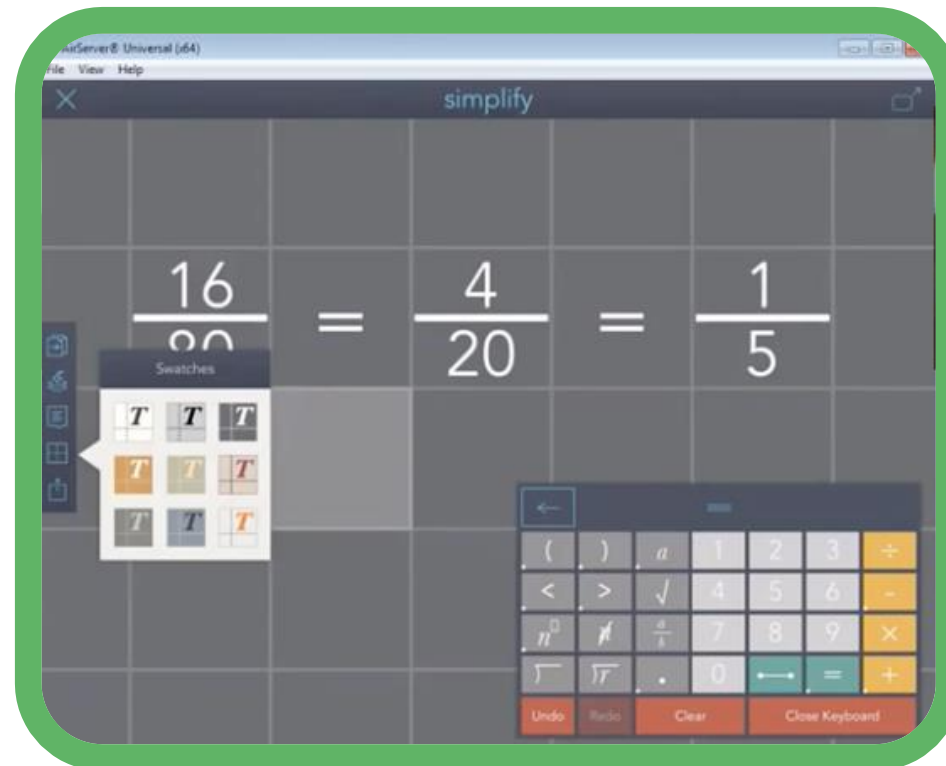 AirServer® Universal (x64)
File View Help
simplify
16 4 1
= =
80 20 5
Swatches
T T T
T T T
T T T
←
( ) a 1 2 3 ÷
< > √ 4 5 6 -
n 7 8 9 ×
. 0 = +
Undo Redo Clear Close Keyboard